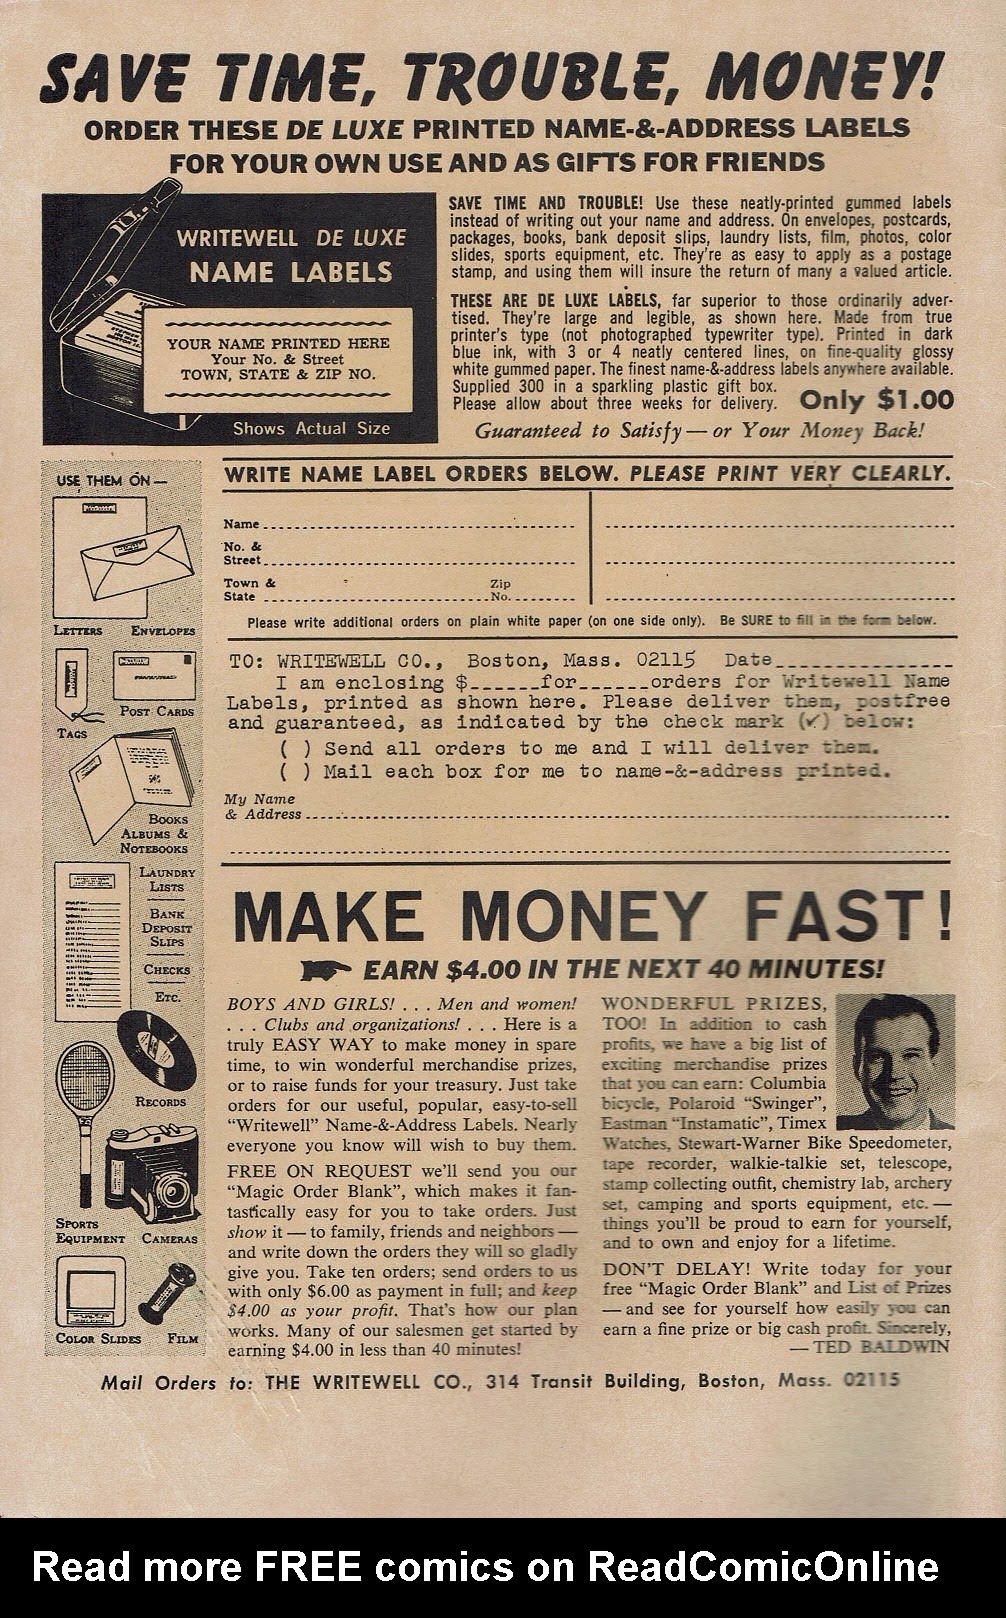 SAVE TIME, TROUBLE, MONEY!
ORDER THESE DE LUXE PRINTED NAME-&-ADDRESS LABELS
FOR YOUR OWN USE AND AS GIFTS FOR FRIENDS
WRITEWELL DE LUXE
NAME LABELS
YOUR NAME PRINTED HERE
Your No. & Street
TOWN, STATE & ZIP NO.
Shows Actual Size
SAVE TIME AND TROUBLE! Use these neatly-printed gummed labels
instead of writing out your name and address. On envelopes, postcards,
packages, books, bank deposit slips, laundry lists, film, photos, color
slides, sports equipment, etc. They're as easy to apply as a postage
stamp, and using them will insure the return of many a valued article.
THESE ARE DE LUXE LABELS, far superior to those ordinarily adver-
tised. They're large and legible, as shown here. Made from true
printer's type (not photographed typewriter type). Printed in dark
blue ink, with 3 or 4 neatly centered lines, on fine-quality glossy
white gummed paper. The finest name-&-address labels anywhere available.
Supplied 300 in a sparkling plastic gift box.
Please allow about three weeks for delivery. Only $1.00
Guaranteed to Satisfy — or Your Money Back!
USE THEM ON —
LETTERS ENVELOPES
TAGS
POST CARDS
BOOKS
ALBUMS &
NOTEBOOKS
LAUNDRY
LISTS
BANK
DEPOSIT
SLIPS
CHECKS
ETC.
RECORDS
SPORTS
EQUIPMENT
CAMERAS
COLOR SLIDES
FILM
WRITE NAME LABEL ORDERS BELOW. PLEASE PRINT VERY CLEARLY.
Name
No. &
Street
Town & Zip
State No.
Please write additional orders on plain white paper (on one side only). Be SURE to fill in the form below.
TO: WRITEWELL CO., Boston, Mass. 02115 Date
I am enclosing $______for______orders for Writewell Name
Labels, printed as shown here. Please deliver them, postfree
and guaranteed, as indicated by the check mark (✓) below:
( ) Send all orders to me and I will deliver them.
( ) Mail each box for me to name-&-address printed.
My Name
& Address
MAKE MONEY FAST!
EARN $4.00 IN THE NEXT 40 MINUTES!
BOYS AND GIRLS! . . . Men and women!
. . . Clubs and organizations! . . . Here is a
truly EASY WAY to make money in spare
time, to win wonderful merchandise prizes,
or to raise funds for your treasury. Just take
orders for our useful, popular, easy-to-sell
"Writewell" Name-&-Address Labels. Nearly
everyone you know will wish to buy them.
FREE ON REQUEST we'll send you our
"Magic Order Blank", which makes it fan-
tastically easy for you to take orders. Just
show it — to family, friends and neighbors —
and write down the orders they will so gladly
give you. Take ten orders; send orders to us
with only $6.00 as payment in full; and keep
$4.00 as your profit. That's how our plan
works. Many of our salesmen get started by
earning $4.00 in less than 40 minutes!
WONDERFUL PRIZES,
TOO! In addition to cash
profits, we have a big list of
exciting merchandise prizes
that you can earn: Columbia
bicycle, Polaroid "Swinger",
Eastman "Instamatic", Timex
Watches, Stewart-Warner Bike Speedometer,
tape recorder, walkie-talkie set, telescope,
stamp collecting outfit, chemistry lab, archery
set, camping and sports equipment, etc. —
things you'll be proud to earn for yourself,
and to own and enjoy for a lifetime.
DON'T DELAY! Write today for your
free "Magic Order Blank" and List of Prizes
— and see for yourself how easily you can
earn a fine prize or big cash profit. Sincerely,
— TED BALDWIN
Mail Orders to: THE WRITEWELL CO., 314 Transit Building, Boston, Mass. 02115
Read more FREE comics on ReadComicOnline